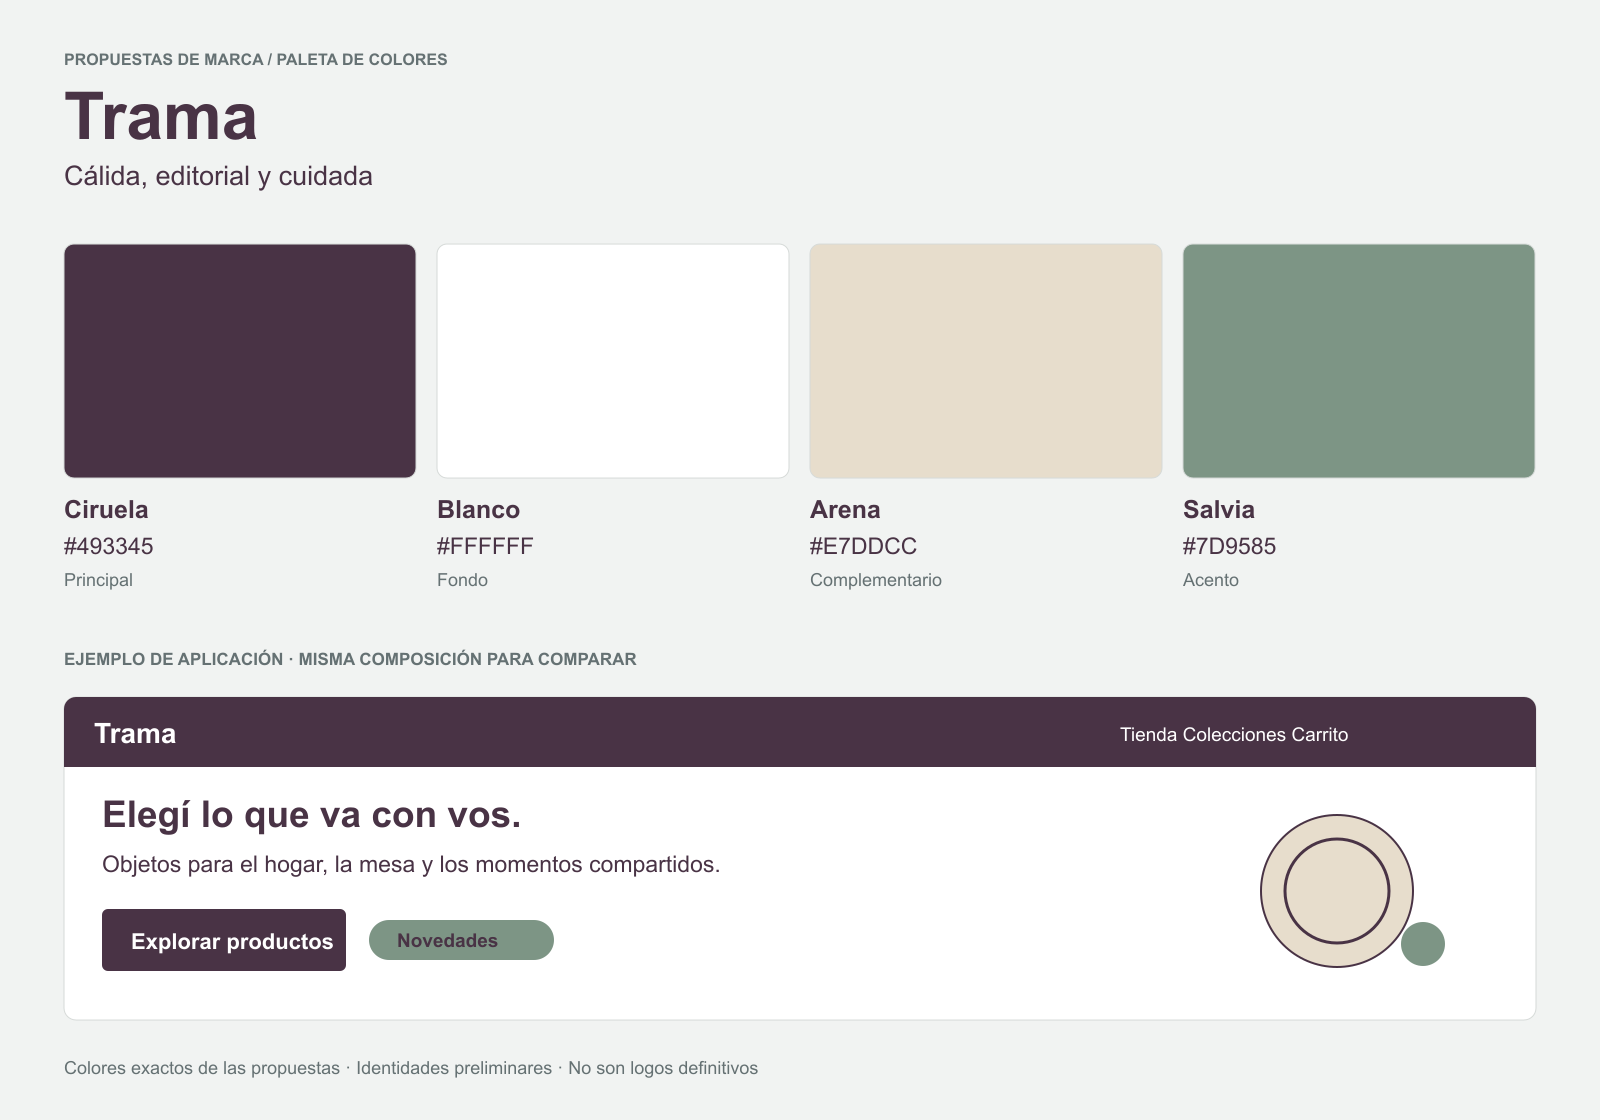 PROPUESTAS DE MARCA / PALETA DE COLORES
Trama
Cálida, editorial y cuidada
Ciruela
#493345
Principal
Blanco
#FFFFFF
Fondo
Arena
#E7DDCC
Complementario
Salvia
#7D9585
Acento
EJEMPLO DE APLICACIÓN · MISMA COMPOSICIÓN PARA COMPARAR
Trama
Tienda Colecciones Carrito
Elegí lo que va con vos.
Objetos para el hogar, la mesa y los momentos compartidos.
Explorar productos
Novedades
Colores exactos de las propuestas · Identidades preliminares · No son logos definitivos